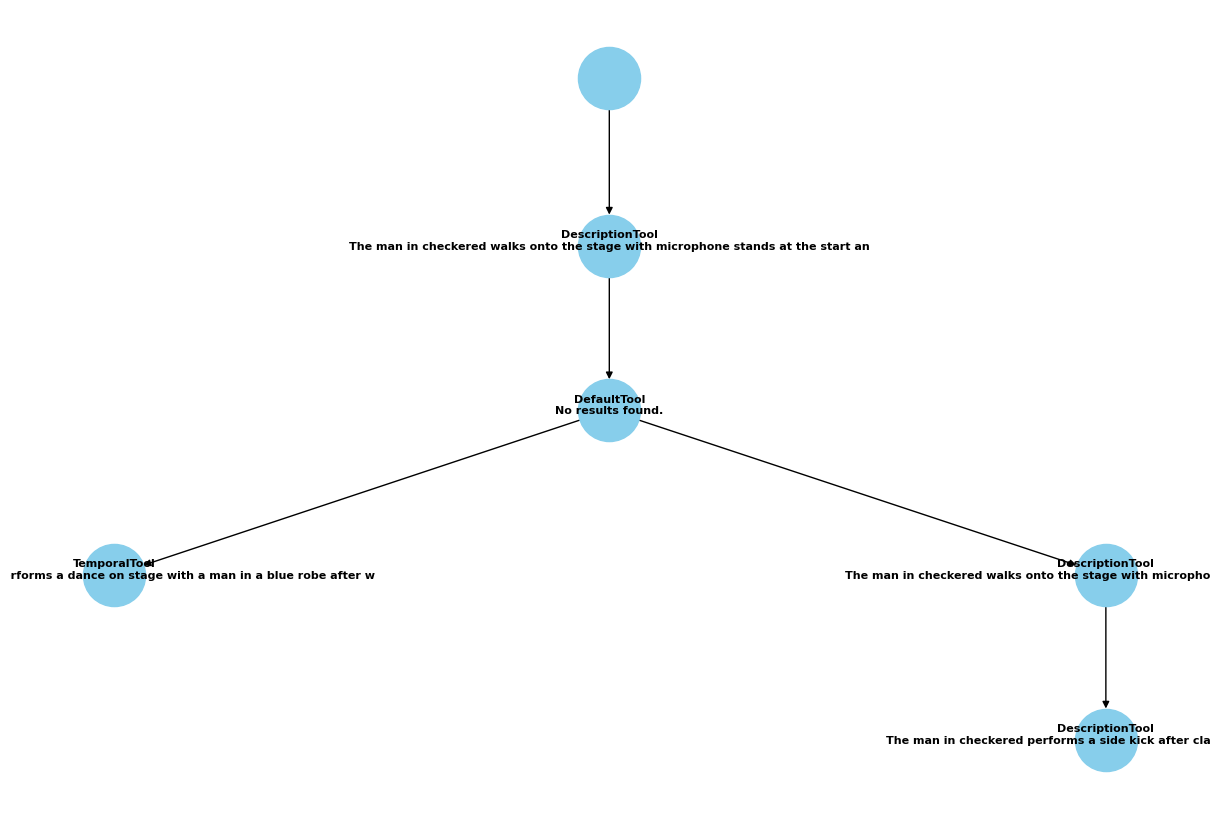 DescriptionTool
The man in checkered walks onto the stage with microphone stands at the start an
DefaultTool
No results found.
TemporalTool
rforms a dance on stage with a man in a blue robe after w
DescriptionTool
The man in checkered walks onto the stage with micropho
DescriptionTool
The man in checkered performs a side kick after cla